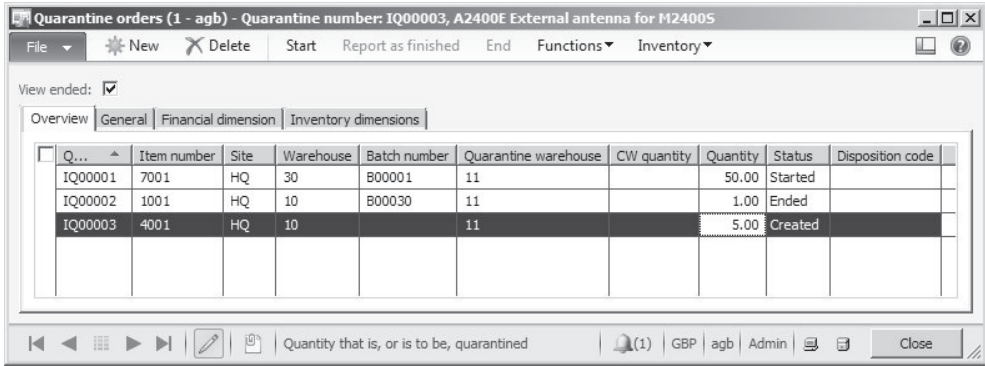 Quarantine orders (1 - agb) - Quarantine number: IQ00003, A2400E External antenna for M2400S
File New Delete Start Report as finished End Functions Inventory
View ended:
Overview General Financial dimension Inventory dimensions
Q... Item number Site Warehouse Batch number Quarantine warehouse CW quantity Quantity Status Disposition code
IQ00001 7001 HQ 30 B00001 11 50.00 Started
IQ00002 1001 HQ 10 B00030 11 1.00 Ended
IQ00003 4001 HQ 10 11 5.00 Created
Quantity that is, or is to be, quarantined (1) GBP agb Admin Close